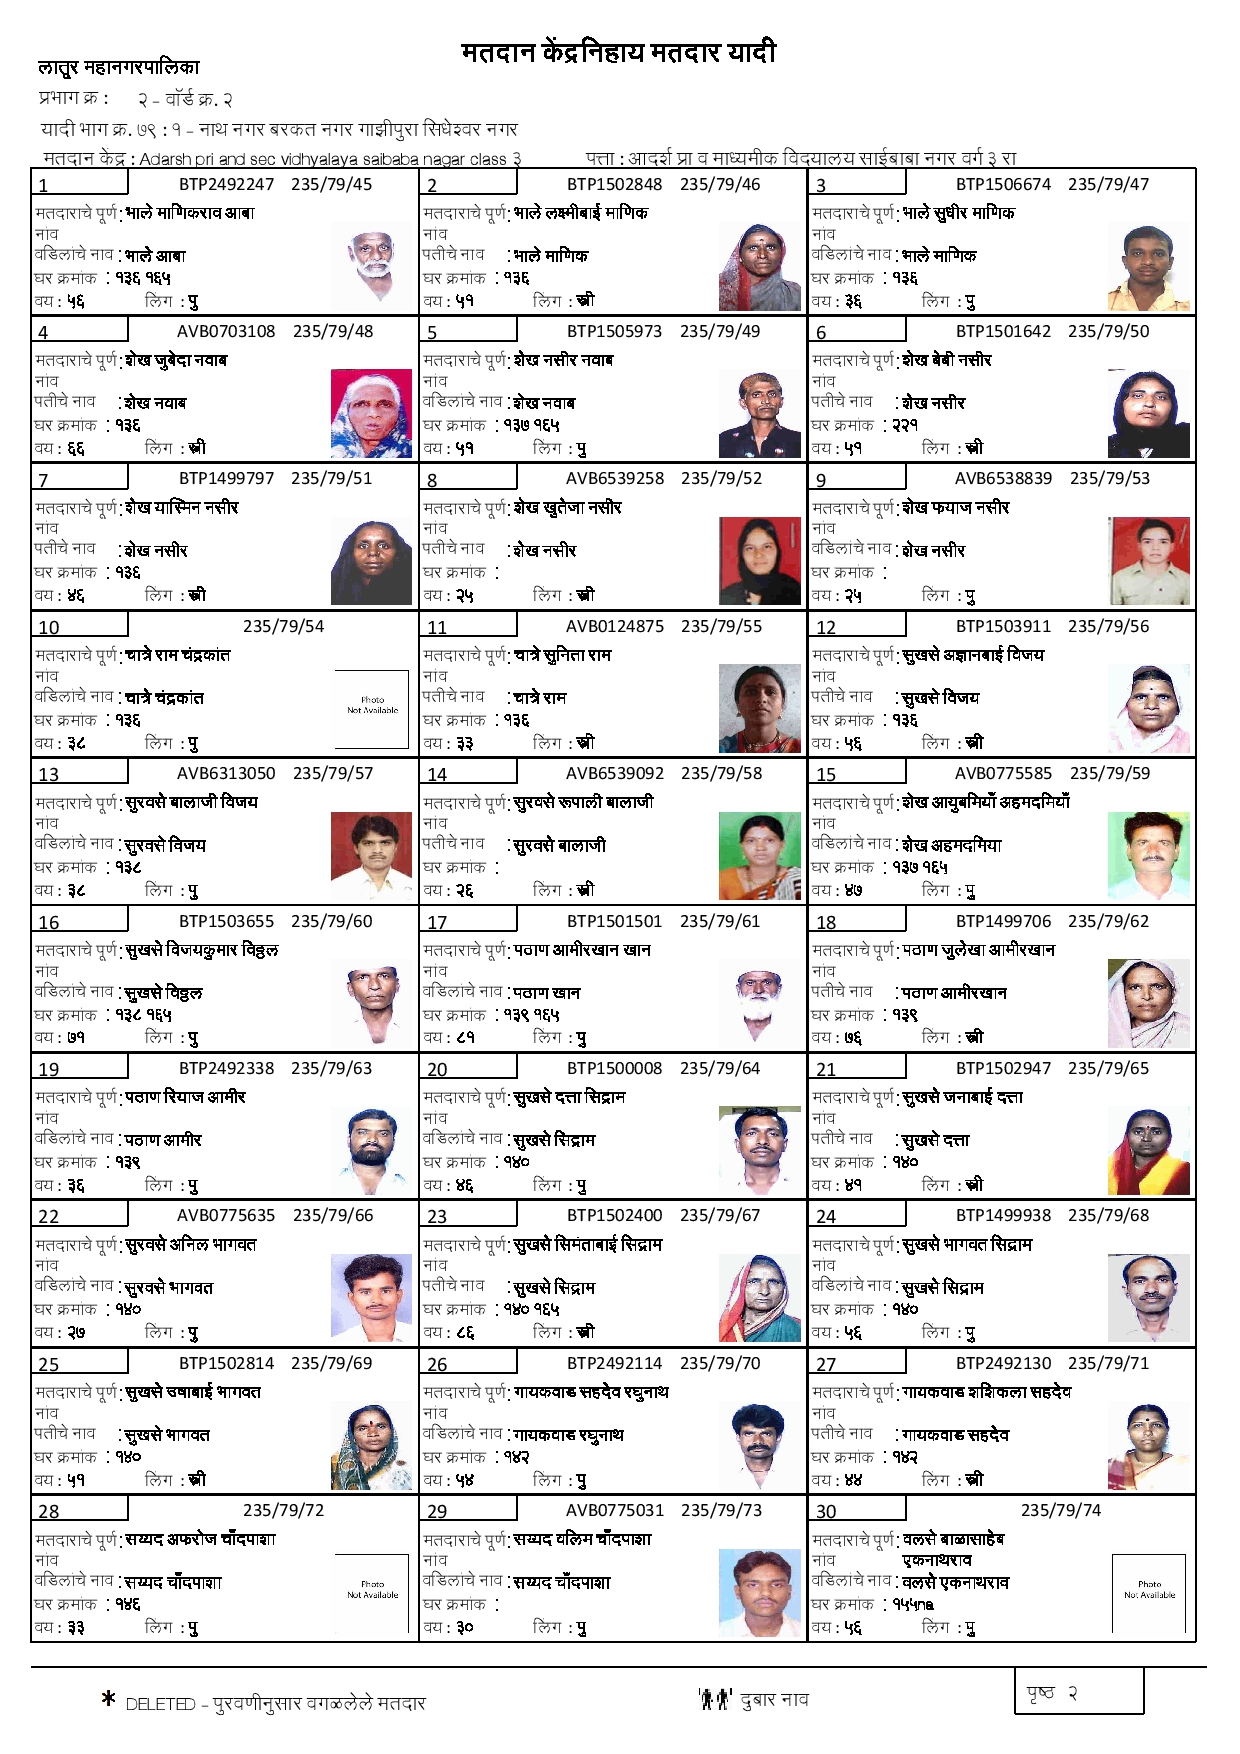 मतदान केंद्रनिहाय मतदार यादी
लातूर महानगरपालिका
प्रभाग क्र : २ - वॉर्ड क्र. २
यादी भाग क्र. ७९ : १ - नाथ नगर बरकत नगर गाझीपुरा सिधेश्वर नगर
मतदान केंद्र : Adarsh pri and sec vidhyalaya saibaba nagar class ३ पत्ता : आदर्श प्रा व माध्यमीक विदयालय साईबाबा नगर वर्ग ३ रा
1 BTP2492247 235/79/45
मतदाराचे पूर्ण : भाले माणिकराव आबा
नांव
वडिलांचे नाव : भाले आबा
घर क्रमांक : १३६ १६५
वय : ५६ लिंग : पु
2 BTP1502848 235/79/46
मतदाराचे पूर्ण : भाले लक्ष्मीबाई माणिक
नांव
पतीचे नाव : भाले माणिक
घर क्रमांक : १३६
वय : ५१ लिंग : स्त्री
3 BTP1506674 235/79/47
मतदाराचे पूर्ण : भाले सुधीर माणिक
नांव
वडिलांचे नाव : भाले माणिक
घर क्रमांक : १३६
वय : ३६ लिंग : पु
4 AVB0703108 235/79/48
मतदाराचे पूर्ण : शेख जुबेदा नवाब
नांव
पतीचे नाव : शेख नवाब
घर क्रमांक : १३६
वय : ६६ लिंग : स्त्री
5 BTP1505973 235/79/49
मतदाराचे पूर्ण : शेख नसीर नवाब
नांव
वडिलांचे नाव : शेख नवाब
घर क्रमांक : १३७ १६५
वय : ५१ लिंग : पु
6 BTP1501642 235/79/50
मतदाराचे पूर्ण : शेख बेबी नसीर
नांव
पतीचे नाव : शेख नसीर
घर क्रमांक : २२१
वय : ५१ लिंग : स्त्री
7 BTP1499797 235/79/51
मतदाराचे पूर्ण : शेख यास्मिन नसीर
नांव
पतीचे नाव : शेख नसीर
घर क्रमांक : १३६
वय : ४६ लिंग : स्त्री
8 AVB6539258 235/79/52
मतदाराचे पूर्ण : शेख खुतेजा नसीर
नांव
पतीचे नाव : शेख नसीर
घर क्रमांक :
वय : २५ लिंग : स्त्री
9 AVB6538839 235/79/53
मतदाराचे पूर्ण : शेख फयाज नसीर
नांव
वडिलांचे नाव : शेख नसीर
घर क्रमांक :
वय : २५ लिंग : पु
10 235/79/54
मतदाराचे पूर्ण : चात्रे राम चंद्रकांत
नांव
वडिलांचे नाव : चात्रे चंद्रकांत
घर क्रमांक : १३६
वय : ३८ लिंग : पु
Photo
Not Available
11 AVB0124875 235/79/55
मतदाराचे पूर्ण : चात्रे सुनिता राम
नांव
पतीचे नाव : चात्रे राम
घर क्रमांक : १३६
वय : ३३ लिंग : स्त्री
12 BTP1503911 235/79/56
मतदाराचे पूर्ण : सुखसे अज्ञानबाई विजय
नांव
पतीचे नाव : सुखसे विजय
घर क्रमांक : १३६
वय : ५६ लिंग : स्त्री
13 AVB6313050 235/79/57
मतदाराचे पूर्ण : सुरवसे बालाजी विजय
नांव
वडिलांचे नाव : सुरवसे विजय
घर क्रमांक : १३८
वय : ३८ लिंग : पु
14 AVB6539092 235/79/58
मतदाराचे पूर्ण : सुरवसे रूपाली बालाजी
नांव
पतीचे नाव : सुरवसे बालाजी
घर क्रमांक :
वय : २६ लिंग : स्त्री
15 AVB0775585 235/79/59
मतदाराचे पूर्ण : शेख आयुबमियाँ अहमदमियाँ
नांव
वडिलांचे नाव : शेख अहमदमिया
घर क्रमांक : १३७ १६५
वय : ४७ लिंग : पु
16 BTP1503655 235/79/60
मतदाराचे पूर्ण : सुखसे विजयकुमार विठ्ठल
नांव
वडिलांचे नाव : सुखसे विठ्ठल
घर क्रमांक : १३८ १६५
वय : ७१ लिंग : पु
17 BTP1501501 235/79/61
मतदाराचे पूर्ण : पठाण आमीरखान खान
नांव
वडिलांचे नाव : पठाण खान
घर क्रमांक : १३९ १६५
वय : ८१ लिंग : पु
18 BTP1499706 235/79/62
मतदाराचे पूर्ण : पठाण जुलेखा आमीरखान
नांव
पतीचे नाव : पठाण आमीरखान
घर क्रमांक : १३९
वय : ७६ लिंग : स्त्री
19 BTP2492338 235/79/63
मतदाराचे पूर्ण : पठाण रियाज आमीर
नांव
वडिलांचे नाव : पठाण आमीर
घर क्रमांक : १३९
वय : ३६ लिंग : पु
20 BTP1500008 235/79/64
मतदाराचे पूर्ण : सुखसे दत्ता सिद्राम
नांव
वडिलांचे नाव : सुखसे सिद्राम
घर क्रमांक : १४०
वय : ४६ लिंग : पु
21 BTP1502947 235/79/65
मतदाराचे पूर्ण : सुखसे जनाबाई दत्ता
नांव
पतीचे नाव : सुखसे दत्ता
घर क्रमांक : १४०
वय : ४१ लिंग : स्त्री
22 AVB0775635 235/79/66
मतदाराचे पूर्ण : सुरवसे अनिल भागवत
नांव
वडिलांचे नाव : सुरवसे भागवत
घर क्रमांक : १४०
वय : २७ लिंग : पु
23 BTP1502400 235/79/67
मतदाराचे पूर्ण : सुखसे सिमंताबाई सिद्राम
नांव
पतीचे नाव : सुखसे सिद्राम
घर क्रमांक : १४० १६५
वय : ८६ लिंग : स्त्री
24 BTP1499938 235/79/68
मतदाराचे पूर्ण : सुखसे भागवत सिद्राम
नांव
वडिलांचे नाव : सुखसे सिद्राम
घर क्रमांक : १४०
वय : ५६ लिंग : पु
25 BTP1502814 235/79/69
मतदाराचे पूर्ण : सुखसे उषाबाई भागवत
नांव
पतीचे नाव : सुखसे भागवत
घर क्रमांक : १४०
वय : ५१ लिंग : स्त्री
26 BTP2492114 235/79/70
मतदाराचे पूर्ण : गायकवाड सहदेव रघुनाथ
नांव
वडिलांचे नाव : गायकवाड रघुनाथ
घर क्रमांक : १४२
वय : ५४ लिंग : पु
27 BTP2492130 235/79/71
मतदाराचे पूर्ण : गायकवाड शशिकला सहदेव
नांव
पतीचे नाव : गायकवाड सहदेव
घर क्रमांक : १४२
वय : ४४ लिंग : स्त्री
28 235/79/72
मतदाराचे पूर्ण : सय्यद अफरोज चाँदपाशा
नांव
वडिलांचे नाव : सय्यद चाँदपाशा
घर क्रमांक : १४६
वय : ३३ लिंग : पु
Photo
Not Available
29 AVB0775031 235/79/73
मतदाराचे पूर्ण : सय्यद वलिम चाँदपाशा
नांव
वडिलांचे नाव : सय्यद चाँदपाशा
घर क्रमांक :
वय : ३० लिंग : पु
30 235/79/74
मतदाराचे पूर्ण : वलसे बाळासाहेब
नांव एकनाथराव
वडिलांचे नाव : वलसे एकनाथराव
घर क्रमांक : १५५na
वय : ५६ लिंग : पु
Photo
Not Available
* DELETED - पुरवणीनुसार वगळलेले मतदार दुबार नाव पृष्ठ २